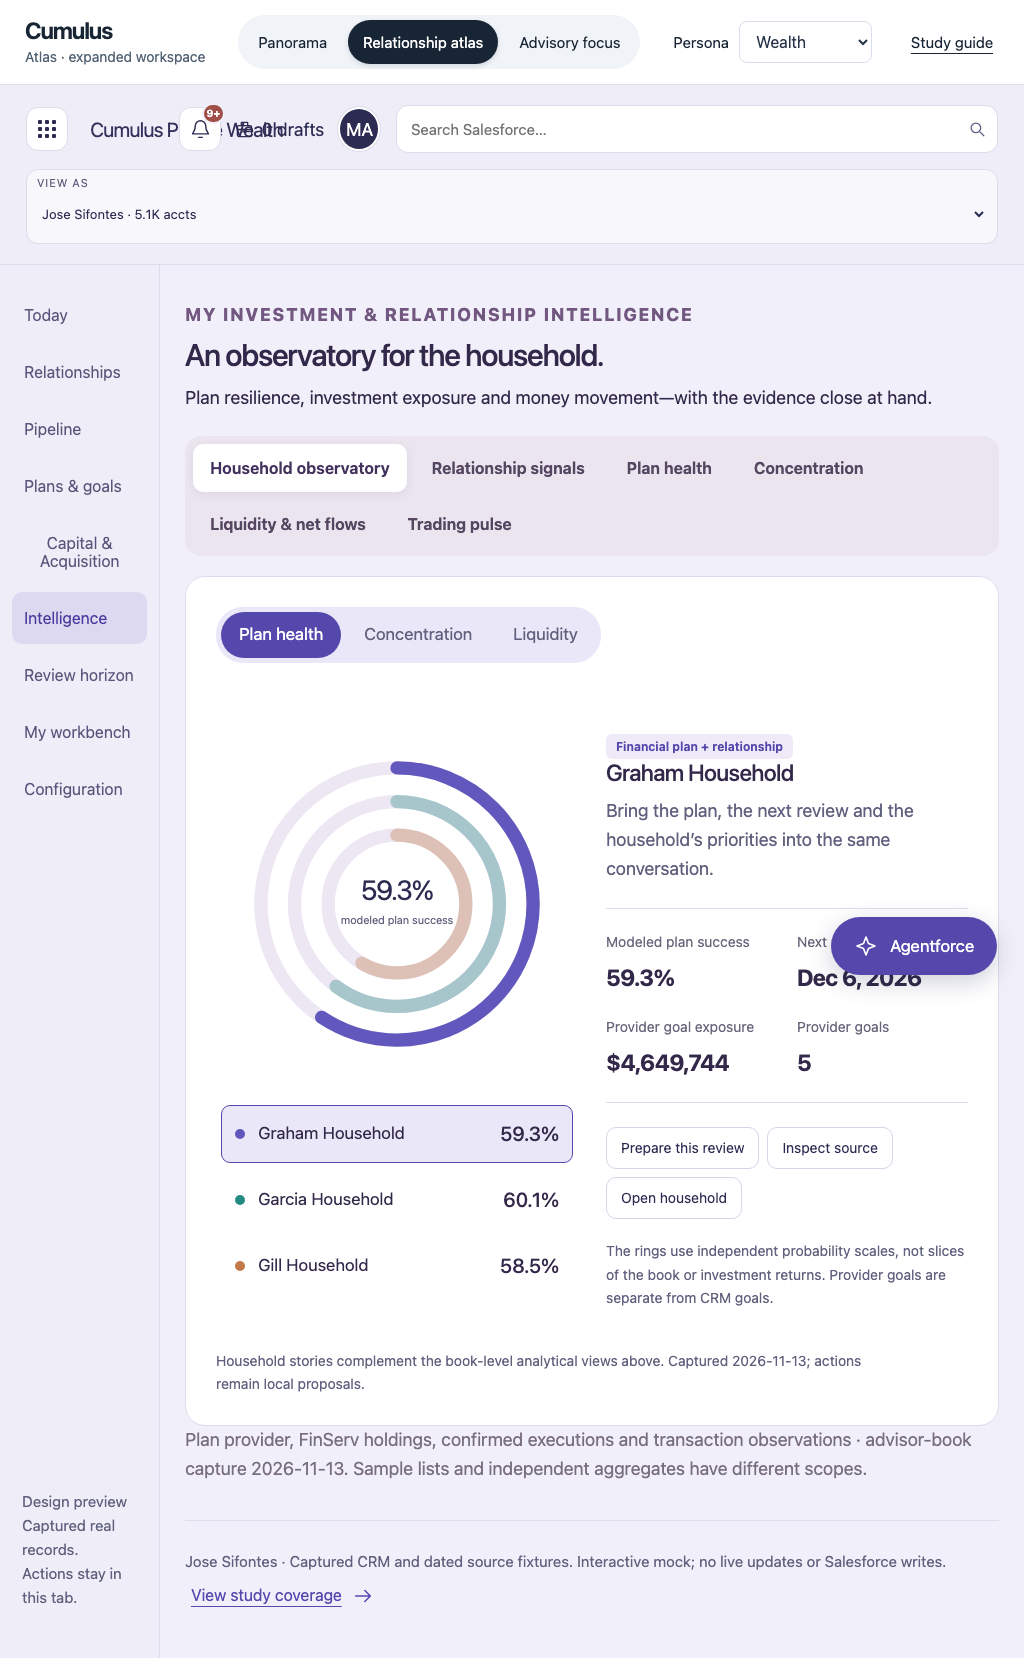 Cumulus
Atlas · expanded workspace
Panorama
Relationship atlas
Advisory focus
Persona
Wealth
Study guide
Cumulus P
Wealth
9+
drafts
MA
Search Salesforce...
VIEW AS
Jose Sifontes · 5.1K accts
Today
Relationships
Pipeline
Plans & goals
Capital &
Acquisition
Intelligence
Review horizon
My workbench
Configuration
Design preview
Captured real
records.
Actions stay in
this tab.
MY INVESTMENT & RELATIONSHIP INTELLIGENCE
An observatory for the household.
Plan resilience, investment exposure and money movement—with the evidence close at hand.
Household observatory
Relationship signals
Plan health
Concentration
Liquidity & net flows
Trading pulse
Plan health
Concentration
Liquidity
59.3%
modeled plan success
Graham Household 59.3%
Garcia Household 60.1%
Gill Household 58.5%
Financial plan + relationship
Graham Household
Bring the plan, the next review and the
household's priorities into the same
conversation.
Modeled plan success
59.3%
Next
Dec 6, 2026
Agentforce
Provider goal exposure
$4,649,744
Provider goals
5
Prepare this review
Inspect source
Open household
The rings use independent probability scales, not slices
of the book or investment returns. Provider goals are
separate from CRM goals.
Household stories complement the book-level analytical views above. Captured 2026-11-13; actions
remain local proposals.
Plan provider, FinServ holdings, confirmed executions and transaction observations · advisor-book
capture 2026-11-13. Sample lists and independent aggregates have different scopes.
Jose Sifontes · Captured CRM and dated source fixtures. Interactive mock; no live updates or Salesforce writes.
View study coverage →